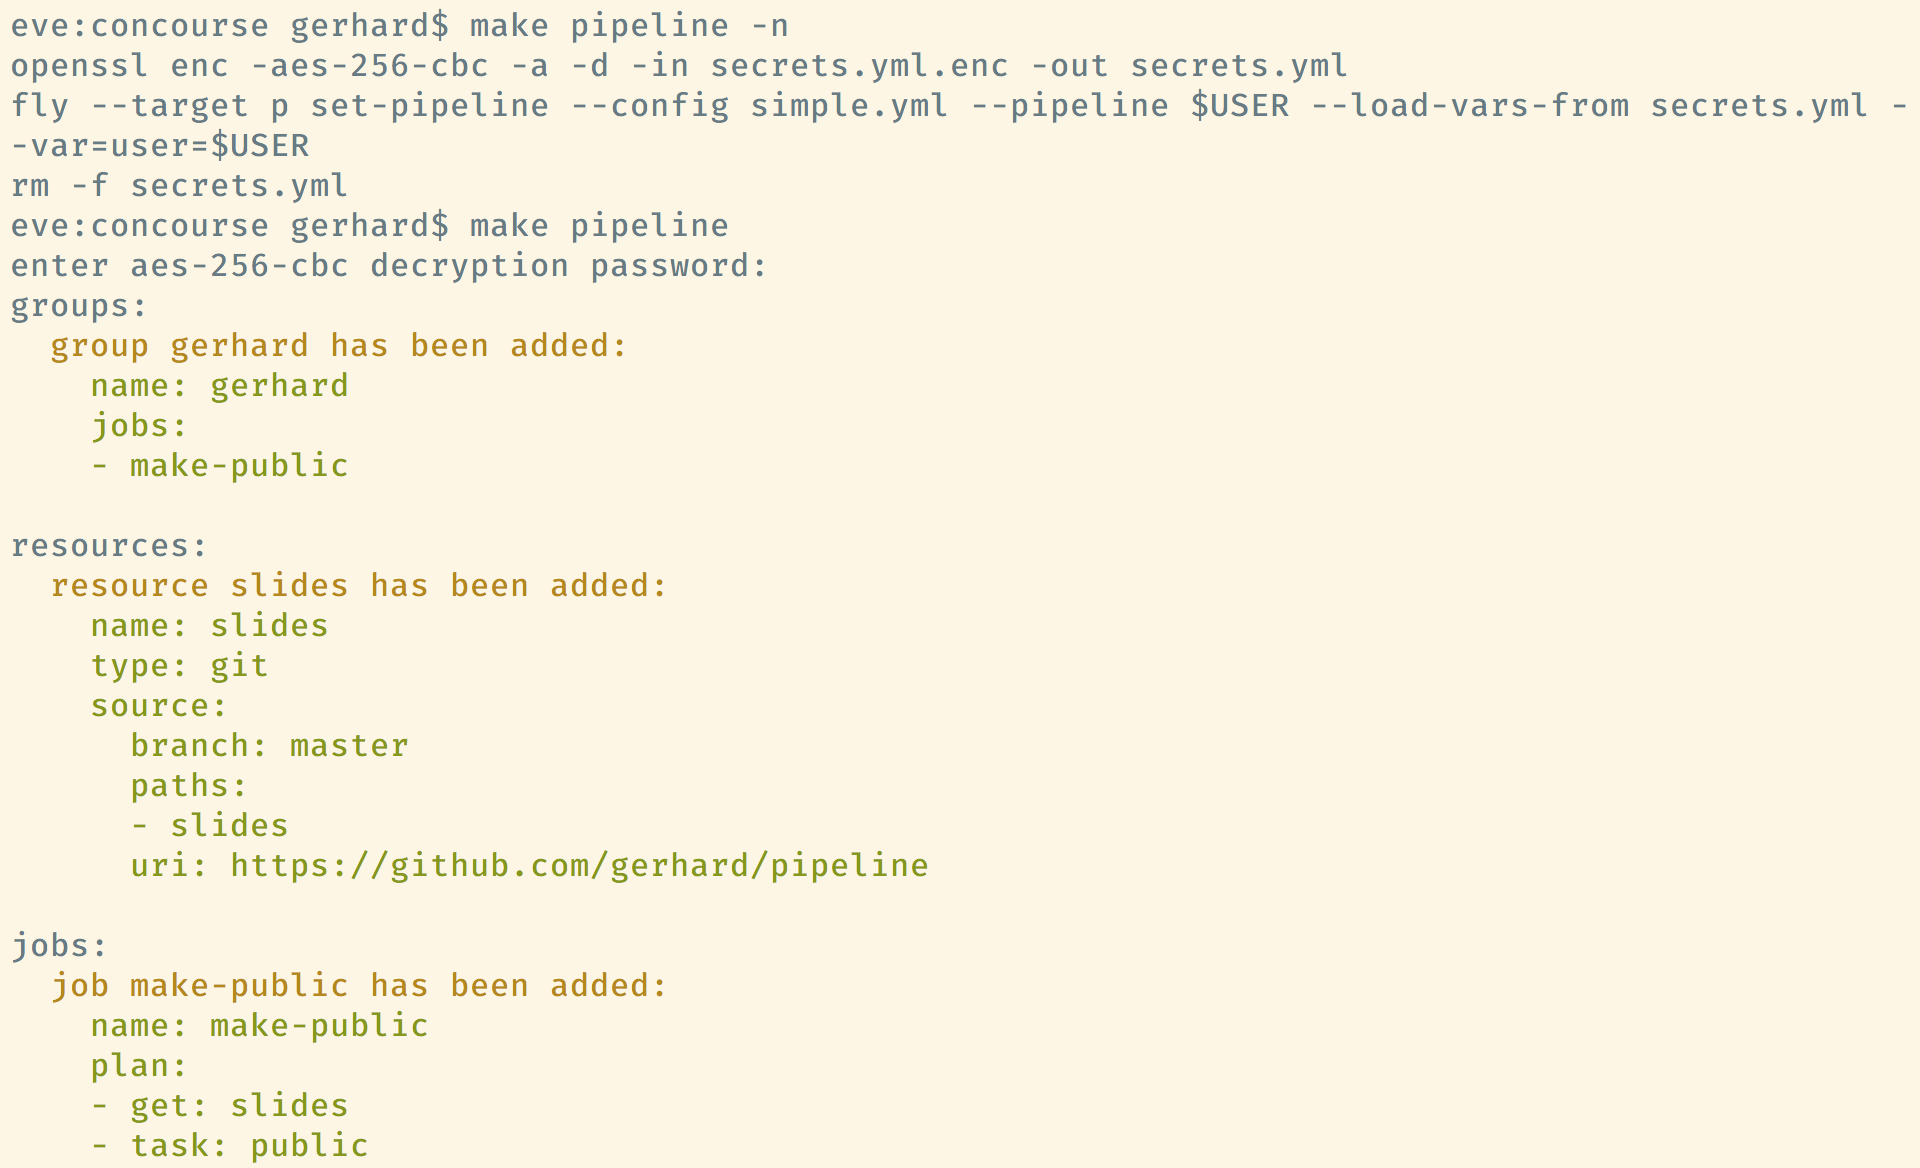 eve:concourse gerhard$ make pipeline -n
openssl enc -aes-256-cbc -a -d -in secrets.yml.enc -out secrets.yml
fly --target p set-pipeline --config simple.yml --pipeline $USER --load-vars-from secrets.yml -
-var=user=$USER
rm -f secrets.yml
eve:concourse gerhard$ make pipeline
enter aes-256-cbc decryption password:
groups:
  group gerhard has been added:
    name: gerhard
    jobs:
    - make-public

resources:
  resource slides has been added:
    name: slides
    type: git
    source:
      branch: master
      paths:
      - slides
      uri: https://github.com/gerhard/pipeline

jobs:
  job make-public has been added:
    name: make-public
    plan:
    - get: slides
    - task: public